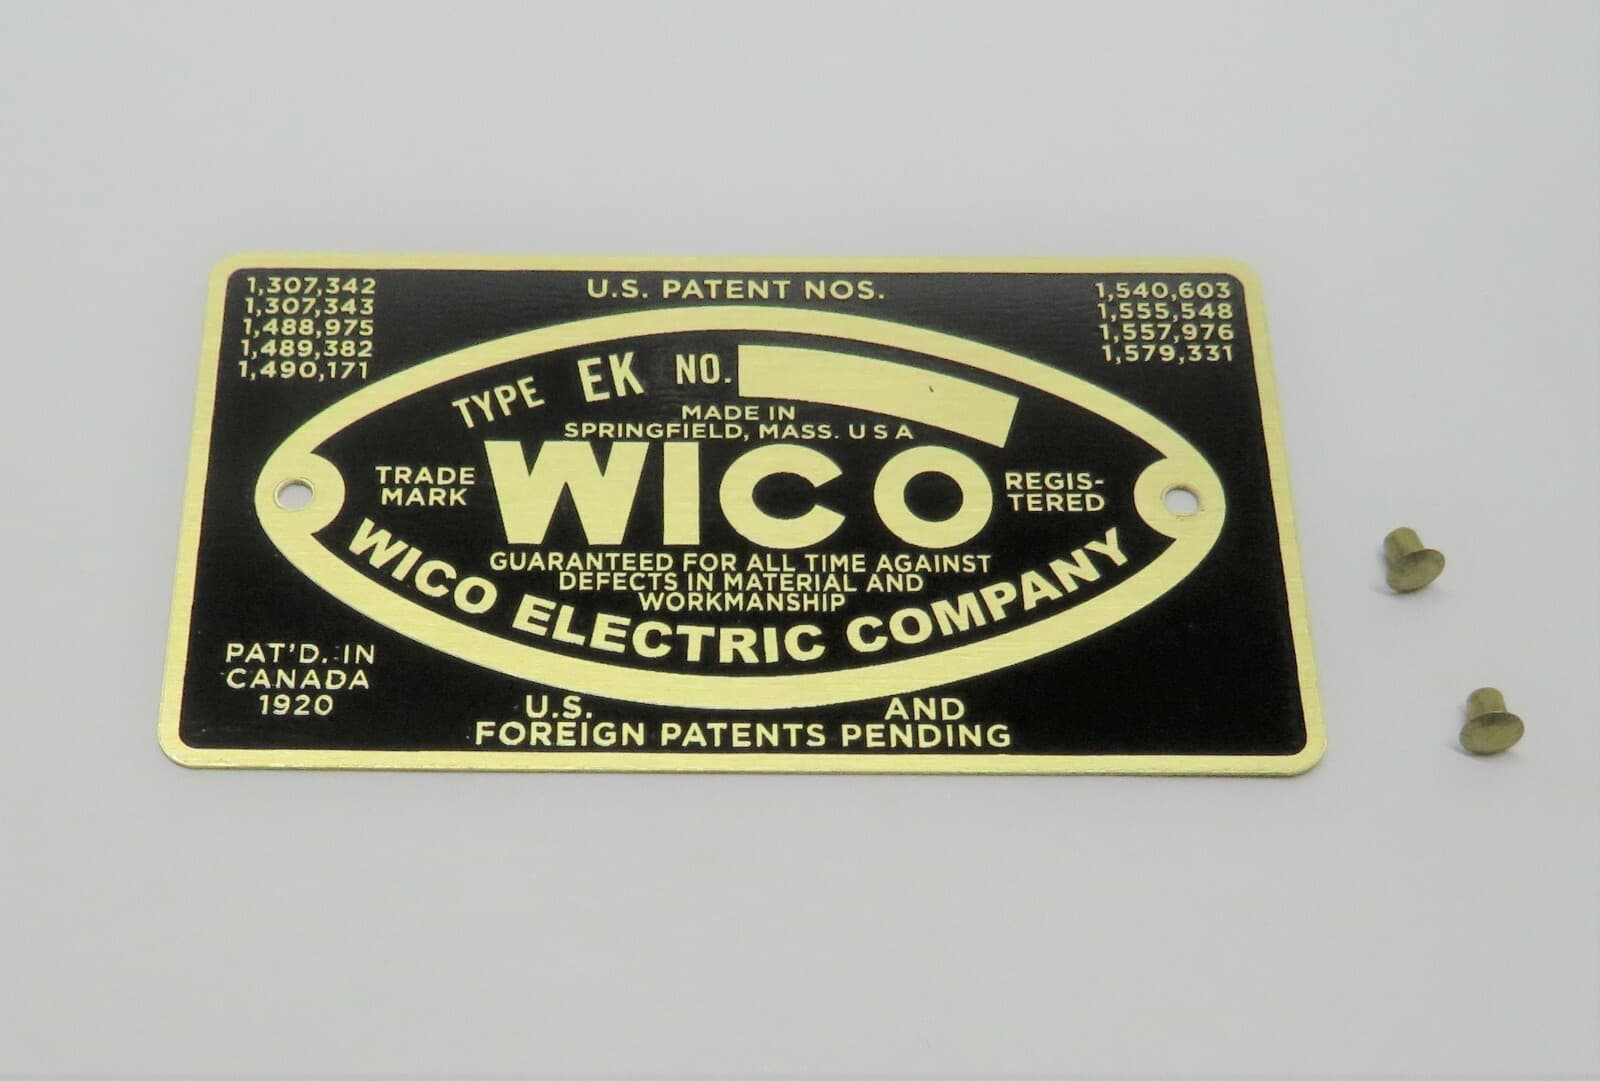 U.S. PATENT NOS.
1,307,342
1,307,343
1,488,975
1,489,382
1,490,171
1,540,603
1,555,548
1,557,976
1,579,331
TYPE EK NO.
MADE IN
SPRINGFIELD, MASS. U S A
TRADE
MARK
WICO
REGIS-
TERED
GUARANTEED FOR ALL TIME AGAINST
DEFECTS IN MATERIAL AND
WORKMANSHIP
WICO ELECTRIC COMPANY
PAT'D. IN
CANADA
1920
U.S. AND
FOREIGN PATENTS PENDING